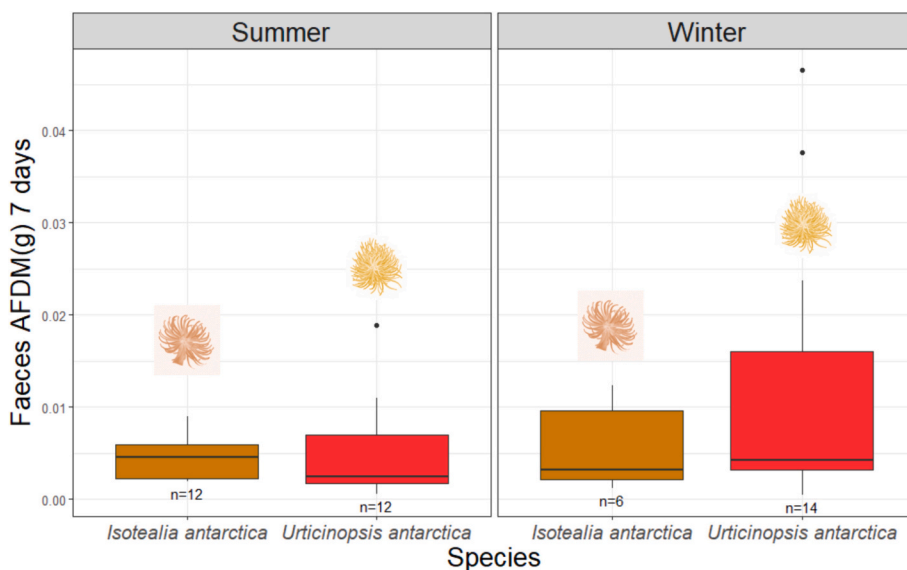 Summer
Winter
Faeces AFDM(g) 7 days
0.04
0.03
0.02
0.01
0.00
n=12
n=12
n=6
n=14
Isotealia antarctica Urticinopsis antarctica
Isotealia antarctica Urticinopsis antarctica
Species